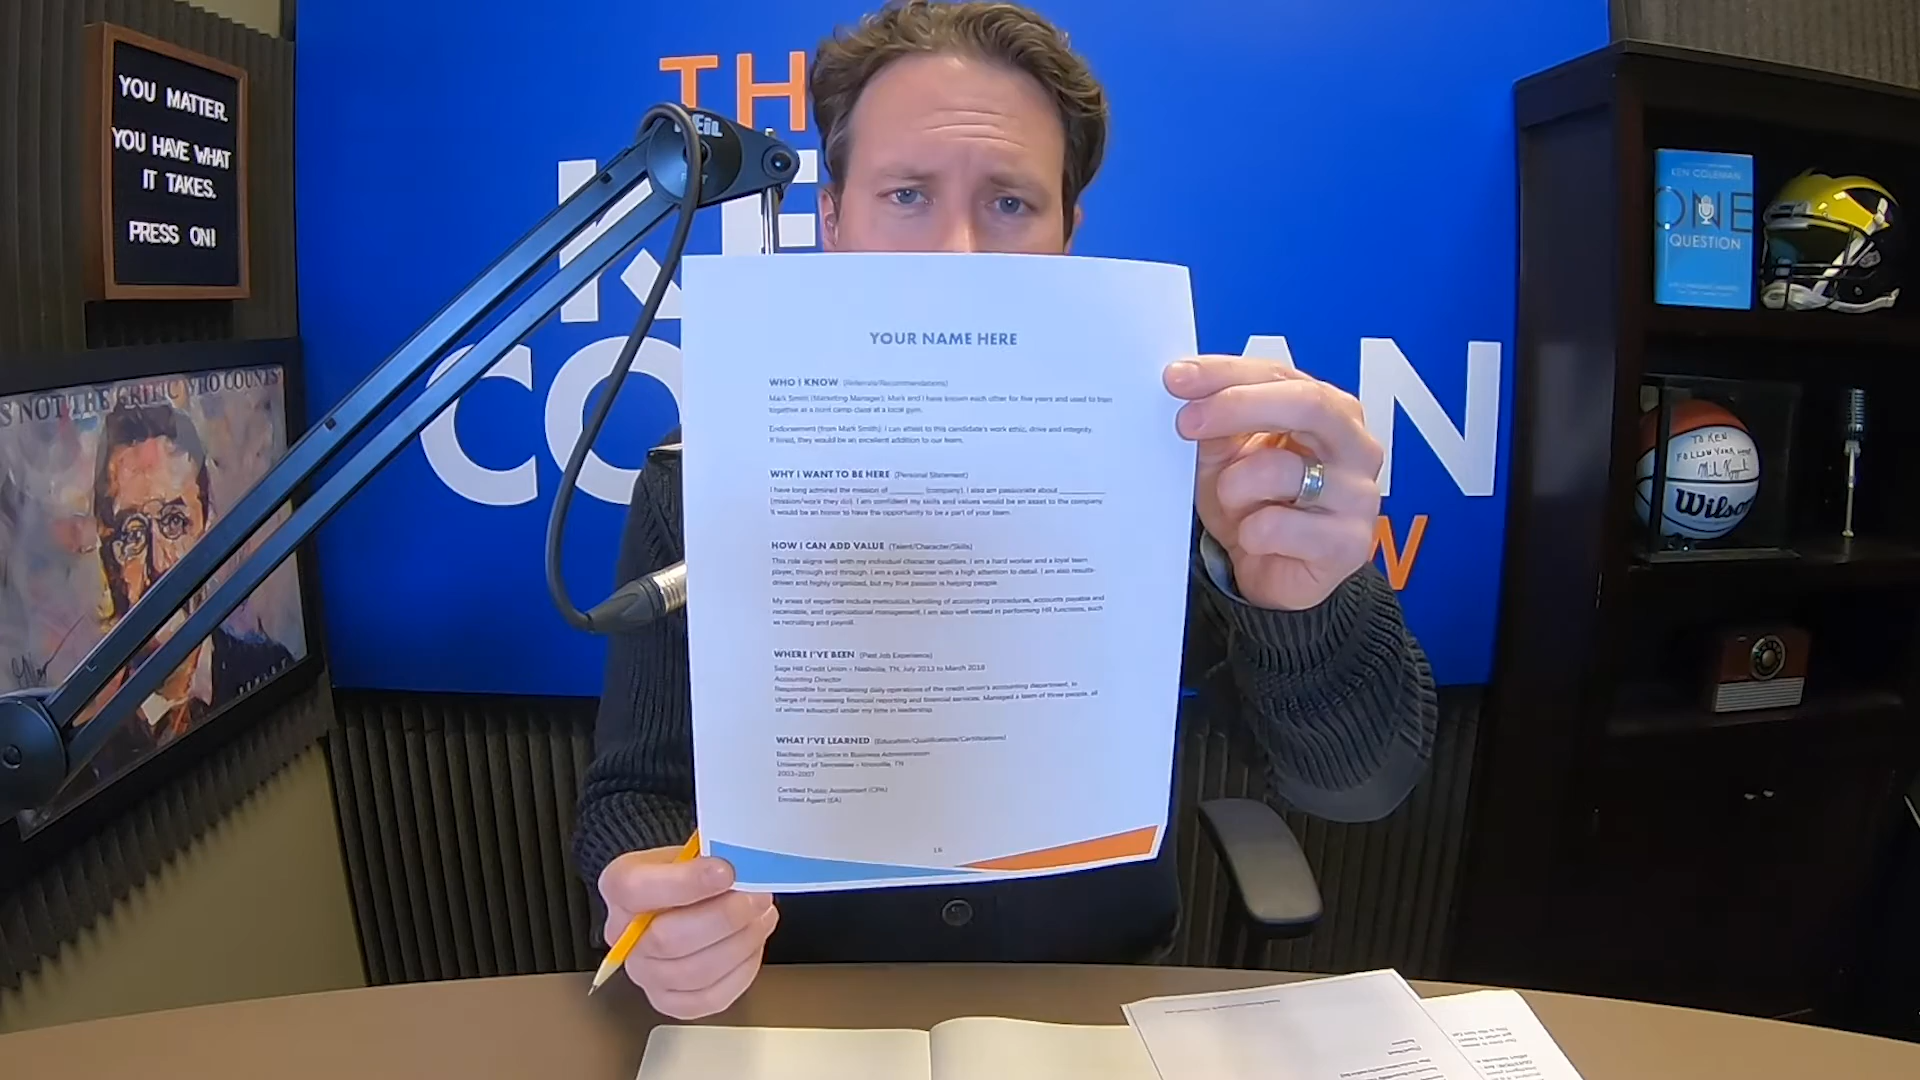 YOU MATTER.
YOU HAVE WHAT
IT TAKES.
PRESS ON!
S NOT THE CRITIC WHO COUNTS
TH
KE
CO AN
W
HEiL
KEN COLEMAN
ONE
QUESTION
TO KEN
FOLLOW YOUR
Wilso
YOUR NAME HERE
WHO I KNOW (Referrals/Recommendations)
Mark Smith (Marketing Manager): Mark and I have known each other for five years and used to train
together at a boot camp class at a local gym.
Endorsement (from Mark Smith): I can attest to this candidate's work ethic, drive and integrity.
If hired, they would be an excellent addition to our team.
WHY I WANT TO BE HERE (Personal Statement)
I have long admired the mission of ________ (company). I also am passionate about ___________
(mission/work they do). I am confident my skills and values would be an asset to the company.
It would be an honor to have the opportunity to be a part of your team.
HOW I CAN ADD VALUE (Talent/Character/Skills)
This role aligns well with my individual character qualities. I am a hard worker and a loyal team
player, through and through. I am a quick learner with a high attention to detail. I am also results-
driven and highly organized, but my true passion is helping people.
My areas of expertise include meticulous handling of accounting procedures, accounts payable and
receivable, and organizational management. I am also well versed in performing HR functions, such
as recruiting and payroll.
WHERE I'VE BEEN (Past Job Experience)
Sage Hill Credit Union – Nashville, TN, July 2013 to March 2018
Accounting Director
Responsible for maintaining daily operations of the credit union's accounting department, in
charge of overseeing financial reporting and financial services. Managed a team of three people, all
of whom advanced under my time in leadership.
WHAT I'VE LEARNED (Education/Qualifications/Certifications)
Bachelor of Science in Business Administration
University of Tennessee – Knoxville, TN
2003–2007
Certified Public Accountant (CPA)
Enrolled Agent (EA)
16